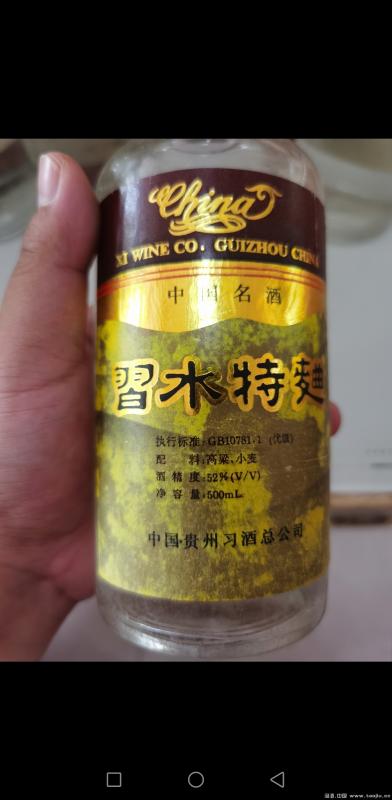 China
XI WINE CO. GUIZHOU CHINA
中国名酒
習水特麯
执行标准:GB10781.1 (优级)
配 料:高粱、小麦
酒 精 度:52%(V/V)
净 容 量:500mL
中国·贵州习酒总公司